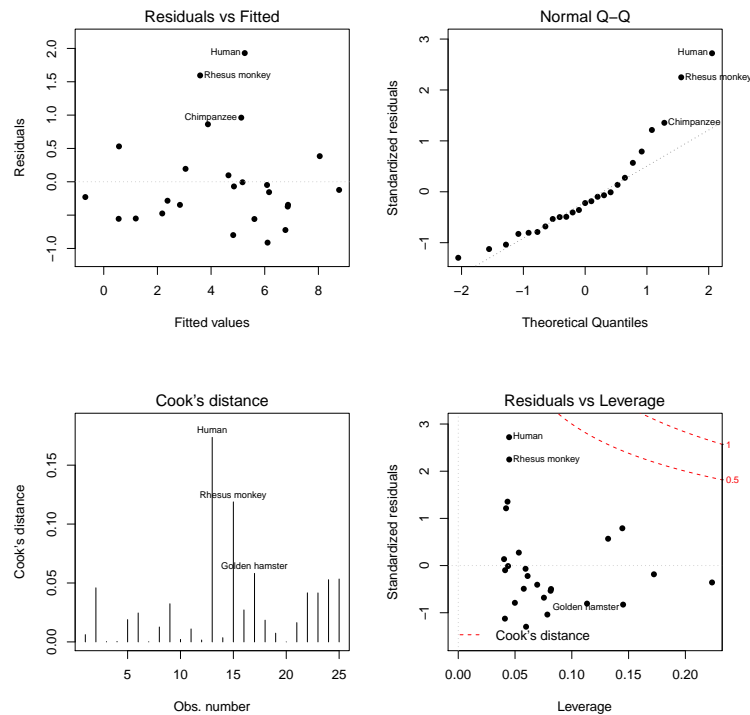 Residuals vs Fitted
Residuals
2.0
1.5
1.0
0.0
−1.0
Human
Rhesus monkey
Chimpanzee
0 2 4 6 8
Fitted values
Normal Q−Q
Standardized residuals
3
2
1
0
−1
Human
Rhesus monkey
Chimpanzee
−2 −1 0 1 2
Theoretical Quantiles
Cook's distance
Cook's distance
0.15
0.10
0.05
0.00
Human
Rhesus monkey
Golden hamster
5 10 15 20 25
Obs. number
Residuals vs Leverage
Standardized residuals
3
2
1
0
−1
Human
1
Rhesus monkey
0.5
Golden hamster
Cook's distance
0.00 0.05 0.10 0.15 0.20
Leverage